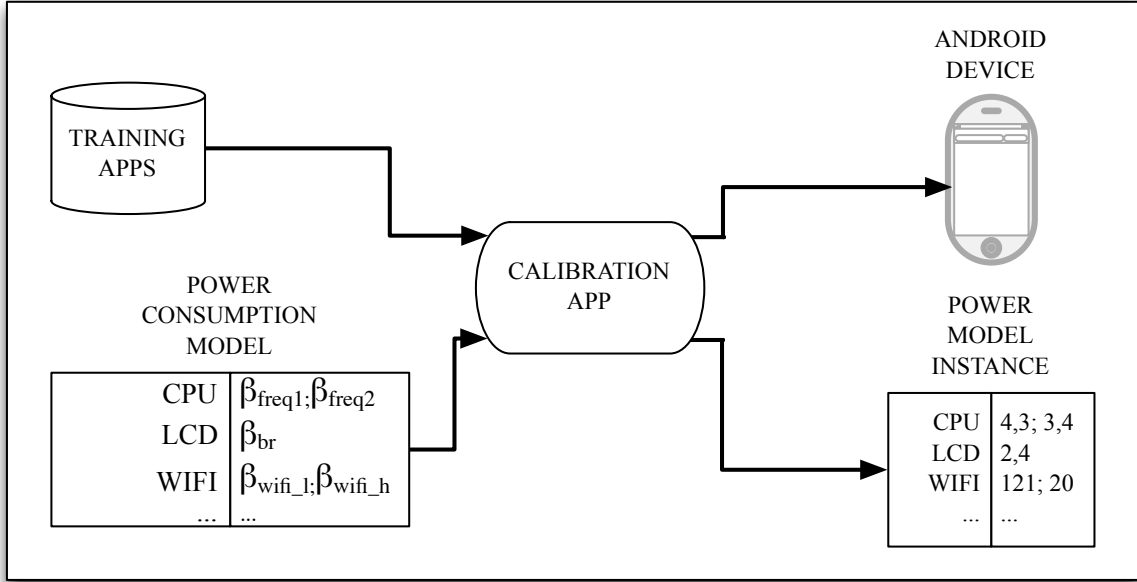 ANDROID
DEVICE
TRAINING
APPS
CALIBRATION
APP
POWER
CONSUMPTION
MODEL
CPU β_freq1;β_freq2
LCD β_br
WIFI β_wifi_l;β_wifi_h
... ...
POWER
MODEL
INSTANCE
CPU 4,3; 3,4
LCD 2,4
WIFI 121; 20
... ...